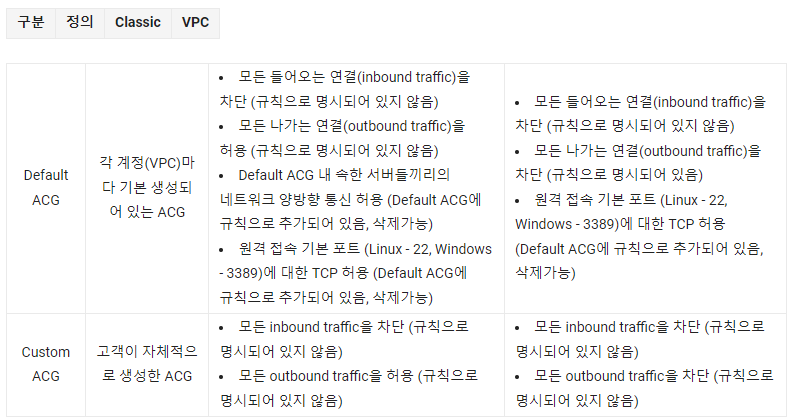 구분 정의 Classic VPC
Default
ACG
각 계정(VPC)마
다 기본 생성되
어 있는 ACG
• 모든 들어오는 연결(inbound traffic)을
차단 (규칙으로 명시되어 있지 않음)
• 모든 나가는 연결(outbound traffic)을
허용 (규칙으로 명시되어 있지 않음)
• Default ACG 내 속한 서버들끼리의
네트워크 양방향 통신 허용 (Default ACG에
규칙으로 추가되어 있음, 삭제가능)
• 원격 접속 기본 포트 (Linux - 22, Windows
- 3389)에 대한 TCP 허용 (Default ACG에
규칙으로 추가되어 있음, 삭제가능)
• 모든 들어오는 연결(inbound traffic)을
차단 (규칙으로 명시되어 있지 않음)
• 모든 나가는 연결(outbound traffic)을
차단 (규칙으로 명시되어 있음)
• 원격 접속 기본 포트 (Linux - 22,
Windows - 3389)에 대한 TCP 허용
(Default ACG에 규칙으로 추가되어 있음,
삭제가능)
Custom
ACG
고객이 자체적으
로 생성한 ACG
• 모든 inbound traffic을 차단 (규칙으로
명시되어 있지 않음)
• 모든 outbound traffic을 허용 (규칙으로
명시되어 있지 않음)
• 모든 inbound traffic을 차단 (규칙으로
명시되어 있지 않음)
• 모든 outbound traffic을 차단 (규칙으로
명시되어 있지 않음)